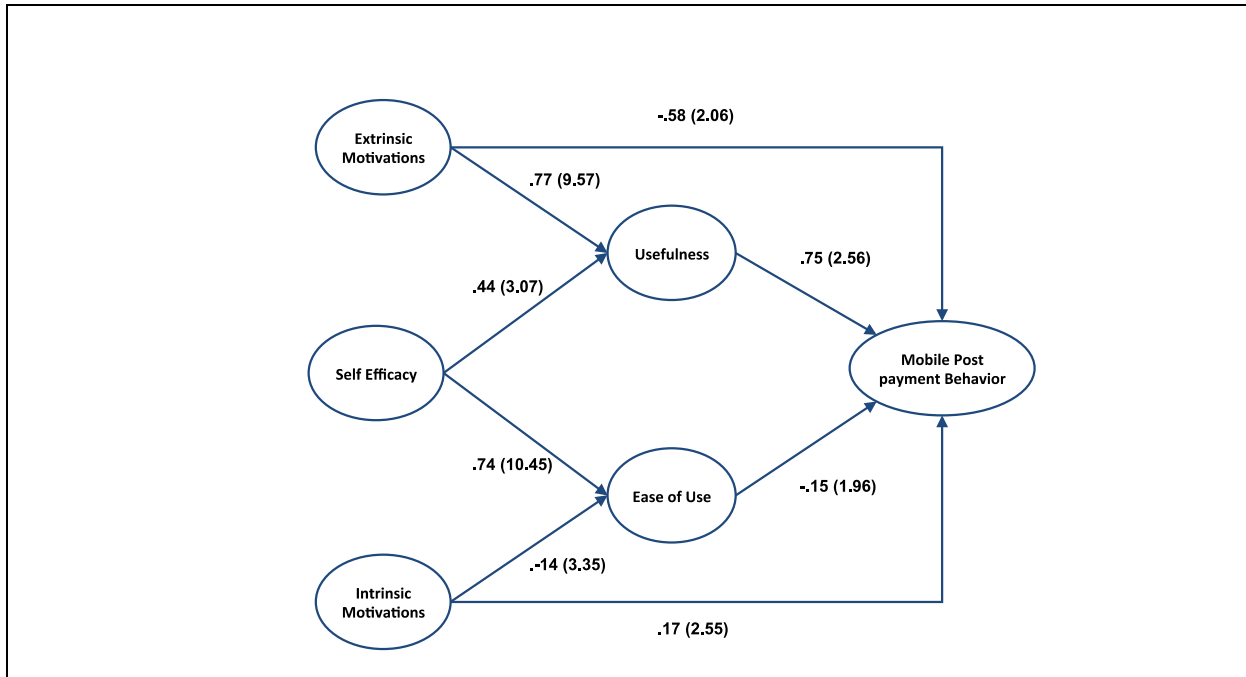 -.58 (2.06)
Extrinsic
Motivations
.77 (9.57)
Usefulness
.75 (2.56)
.44 (3.07)
Self Efficacy
Mobile Post
payment Behavior
.74 (10.45)
Ease of Use
-.15 (1.96)
.-14 (3.35)
Intrinsic
Motivations
.17 (2.55)